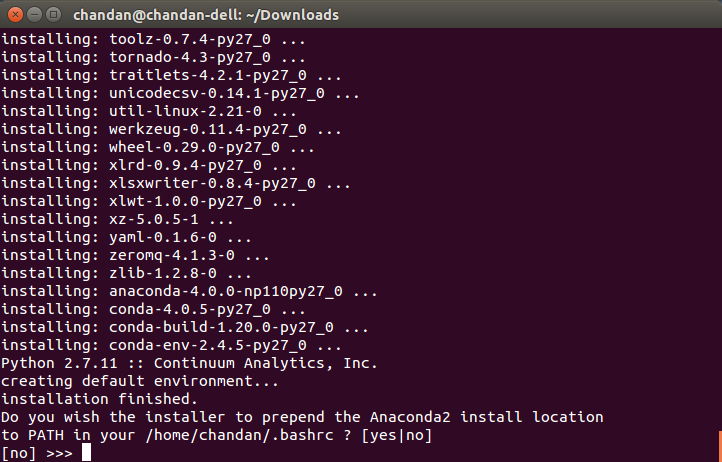 chandan@chandan-dell: ~/Downloads
installing: toolz-0.7.4-py27_0 ...
installing: tornado-4.3-py27_0 ...
installing: traitlets-4.2.1-py27_0 ...
installing: unicodecsv-0.14.1-py27_0 ...
installing: util-linux-2.21-0 ...
installing: werkzeug-0.11.4-py27_0 ...
installing: wheel-0.29.0-py27_0 ...
installing: xlrd-0.9.4-py27_0 ...
installing: xlsxwriter-0.8.4-py27_0 ...
installing: xlwt-1.0.0-py27_0 ...
installing: xz-5.0.5-1 ...
installing: yaml-0.1.6-0 ...
installing: zeromq-4.1.3-0 ...
installing: zlib-1.2.8-0 ...
installing: anaconda-4.0.0-np110py27_0 ...
installing: conda-4.0.5-py27_0 ...
installing: conda-build-1.20.0-py27_0 ...
installing: conda-env-2.4.5-py27_0 ...
Python 2.7.11 :: Continuum Analytics, Inc.
creating default environment...
installation finished.
Do you wish the installer to prepend the Anaconda2 install location
to PATH in your /home/chandan/.bashrc ? [yes|no]
[no] >>>